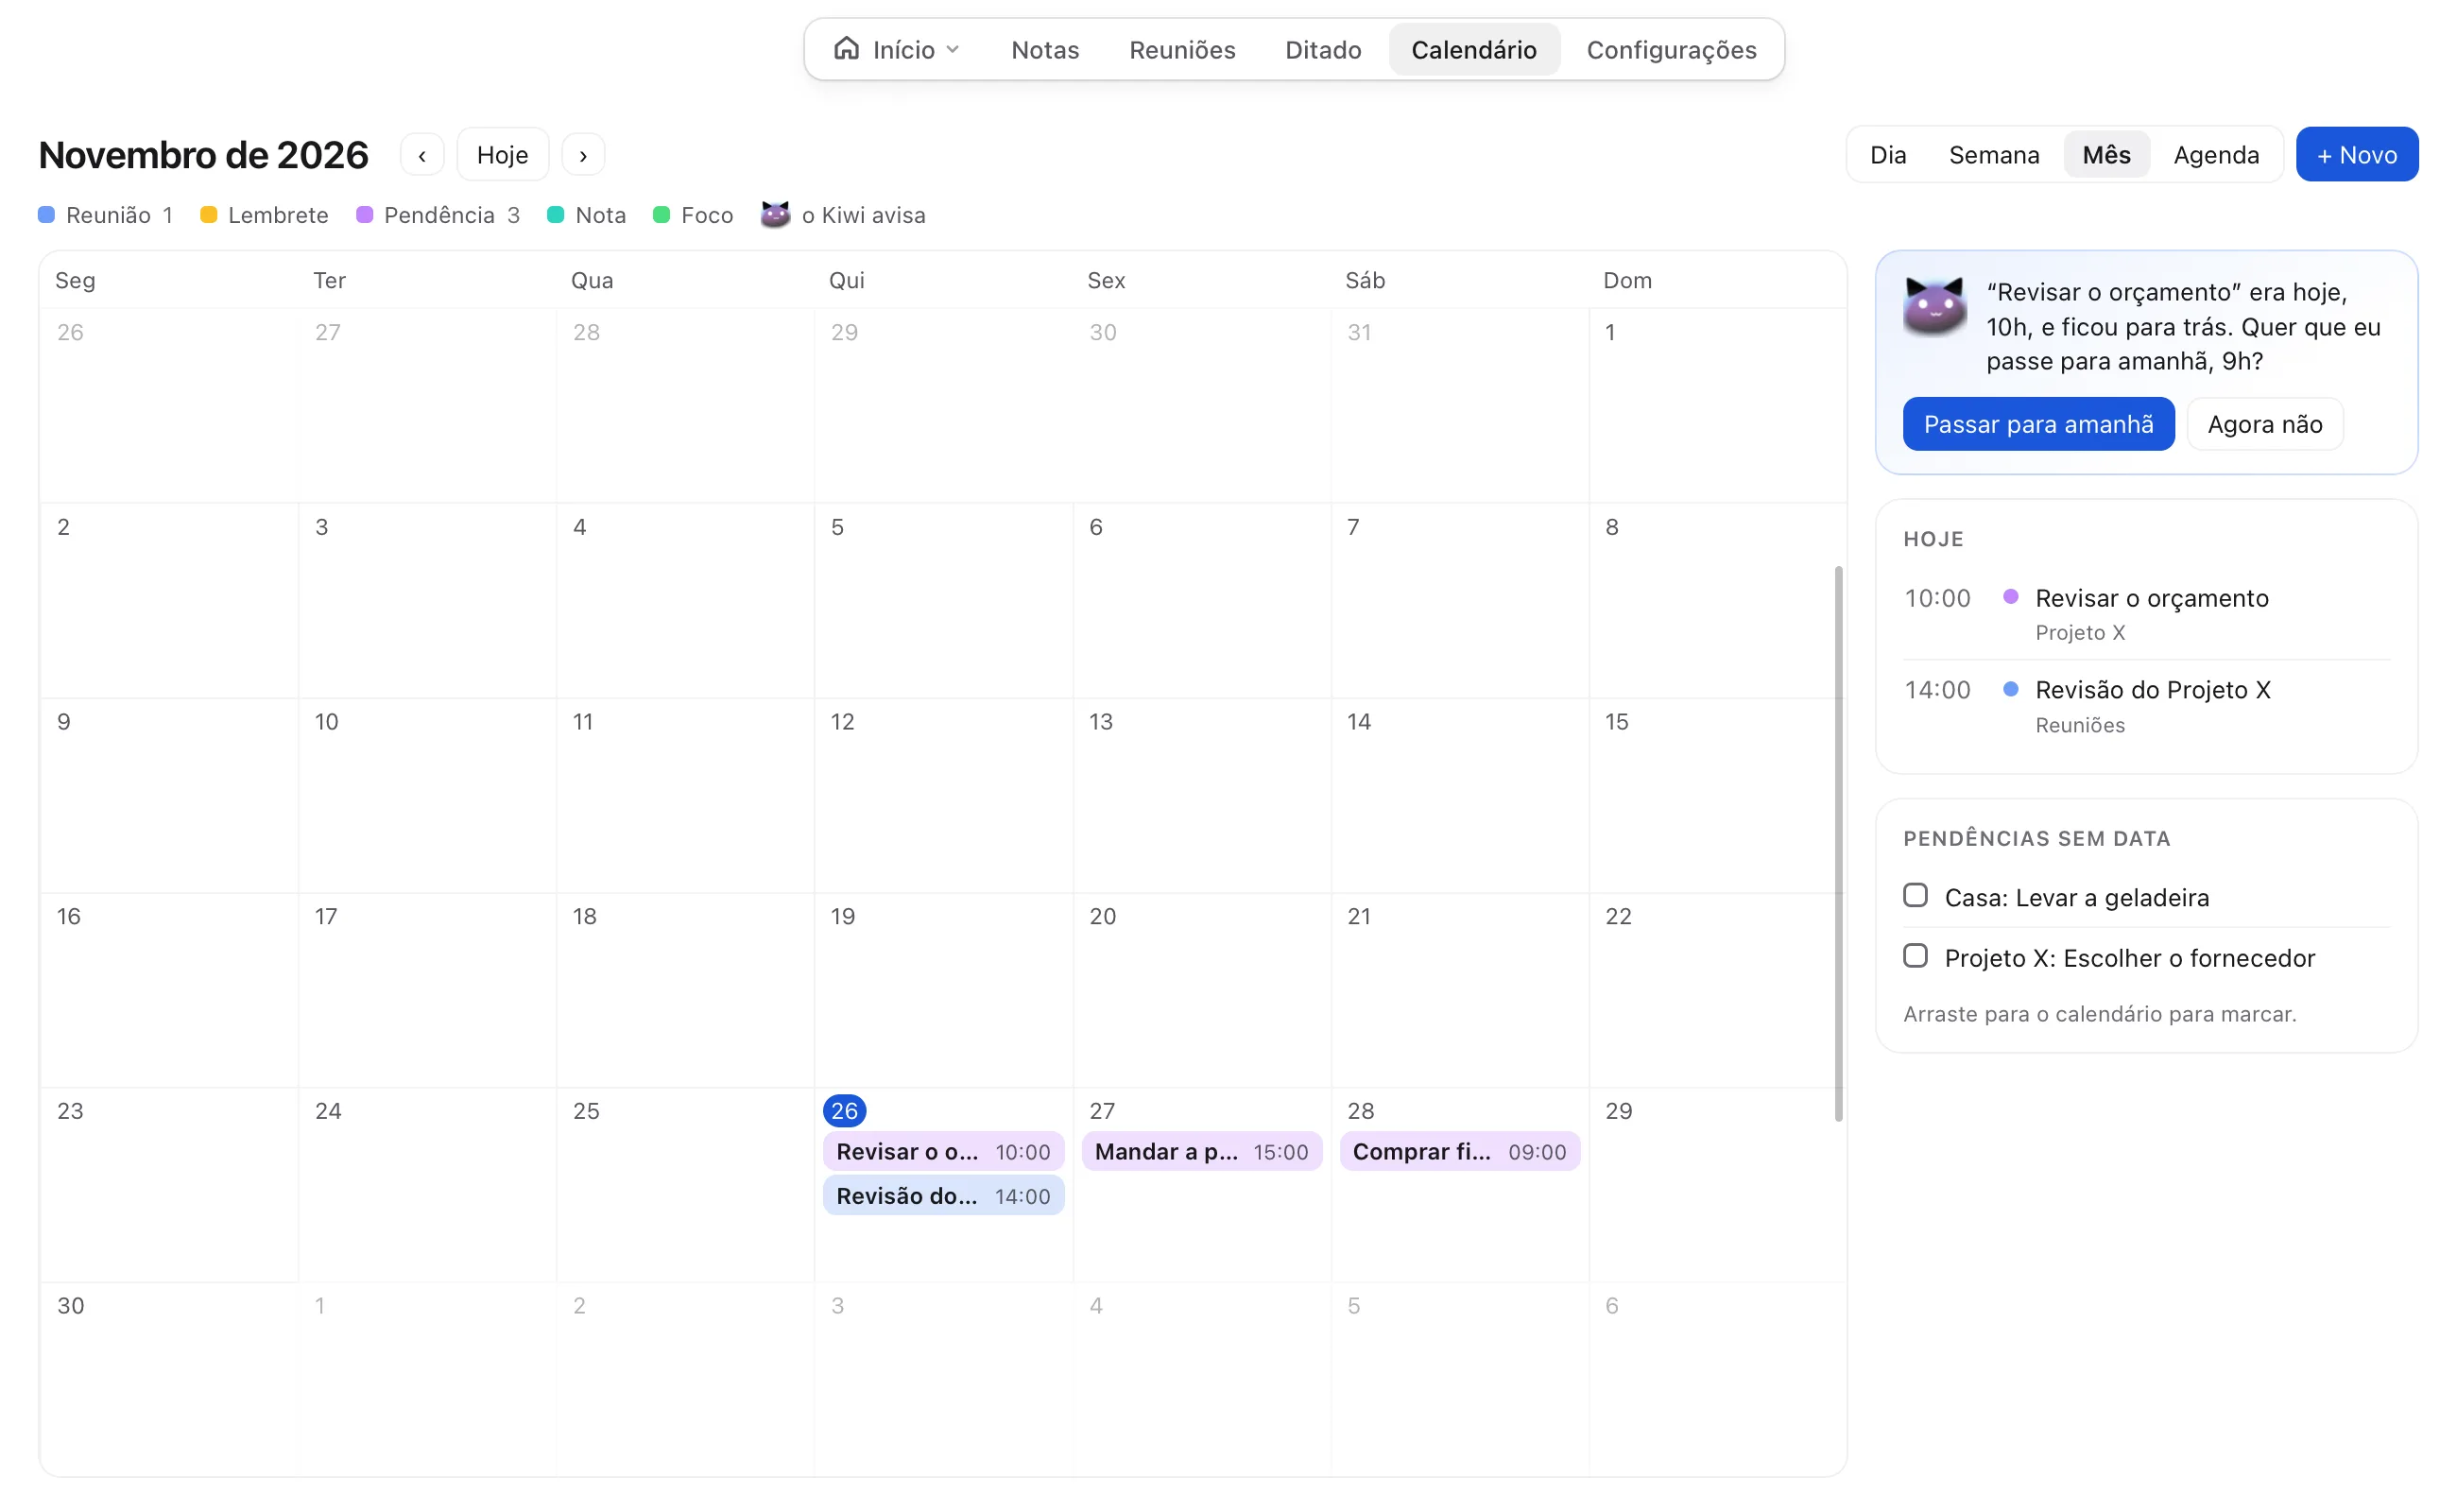 Início
Notas
Reuniões
Ditado
Calendário
Configurações
Novembro de 2026
‹
Hoje
›
Dia
Semana
Mês
Agenda
+ Novo
Reunião 1
Lembrete
Pendência 3
Nota
Foco
o Kiwi avisa
Seg
Ter
Qua
Qui
Sex
Sáb
Dom
26
27
28
29
30
31
1
2
3
4
5
6
7
8
9
10
11
12
13
14
15
16
17
18
19
20
21
22
23
24
25
26
Revisar o o... 10:00
Revisão do... 14:00
27
Mandar a p... 15:00
28
Comprar fi... 09:00
29
30
1
2
3
4
5
6
“Revisar o orçamento” era hoje,
10h, e ficou para trás. Quer que eu
passe para amanhã, 9h?
Passar para amanhã
Agora não
HOJE
10:00 Revisar o orçamento
Projeto X
14:00 Revisão do Projeto X
Reuniões
PENDÊNCIAS SEM DATA
Casa: Levar a geladeira
Projeto X: Escolher o fornecedor
Arraste para o calendário para marcar.